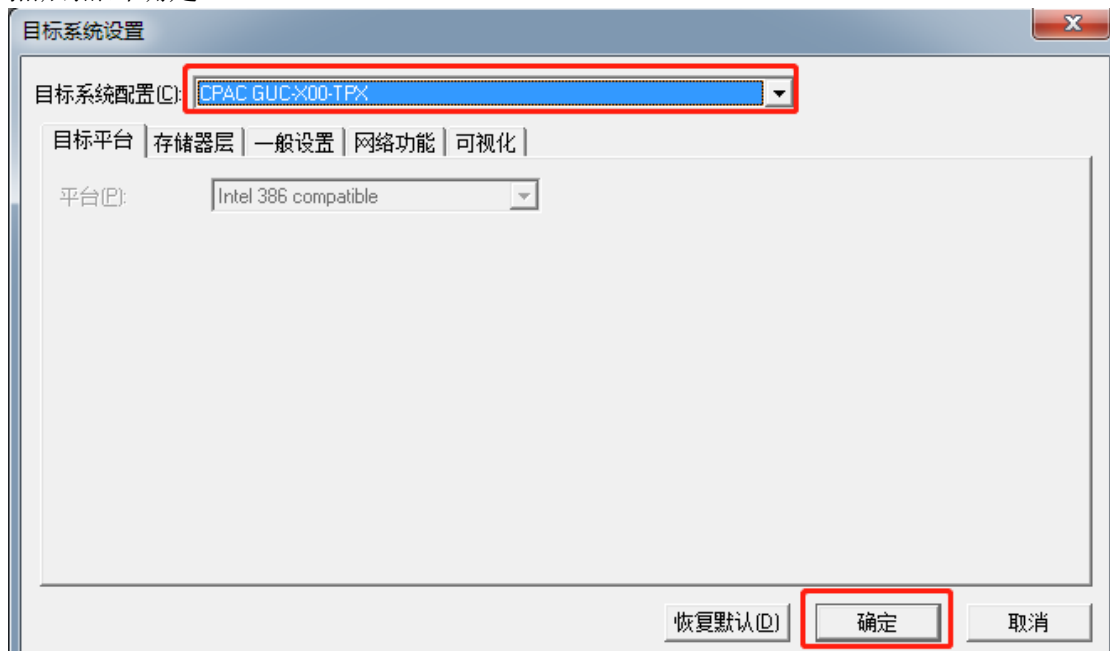 目标系统设置
目标系统配置(C): CPAC GUC-X00-TPX
目标平台 存储器层 一般设置 网络功能 可视化
平台(P): Intel 386 compatible
恢复默认(D) 确定 取消